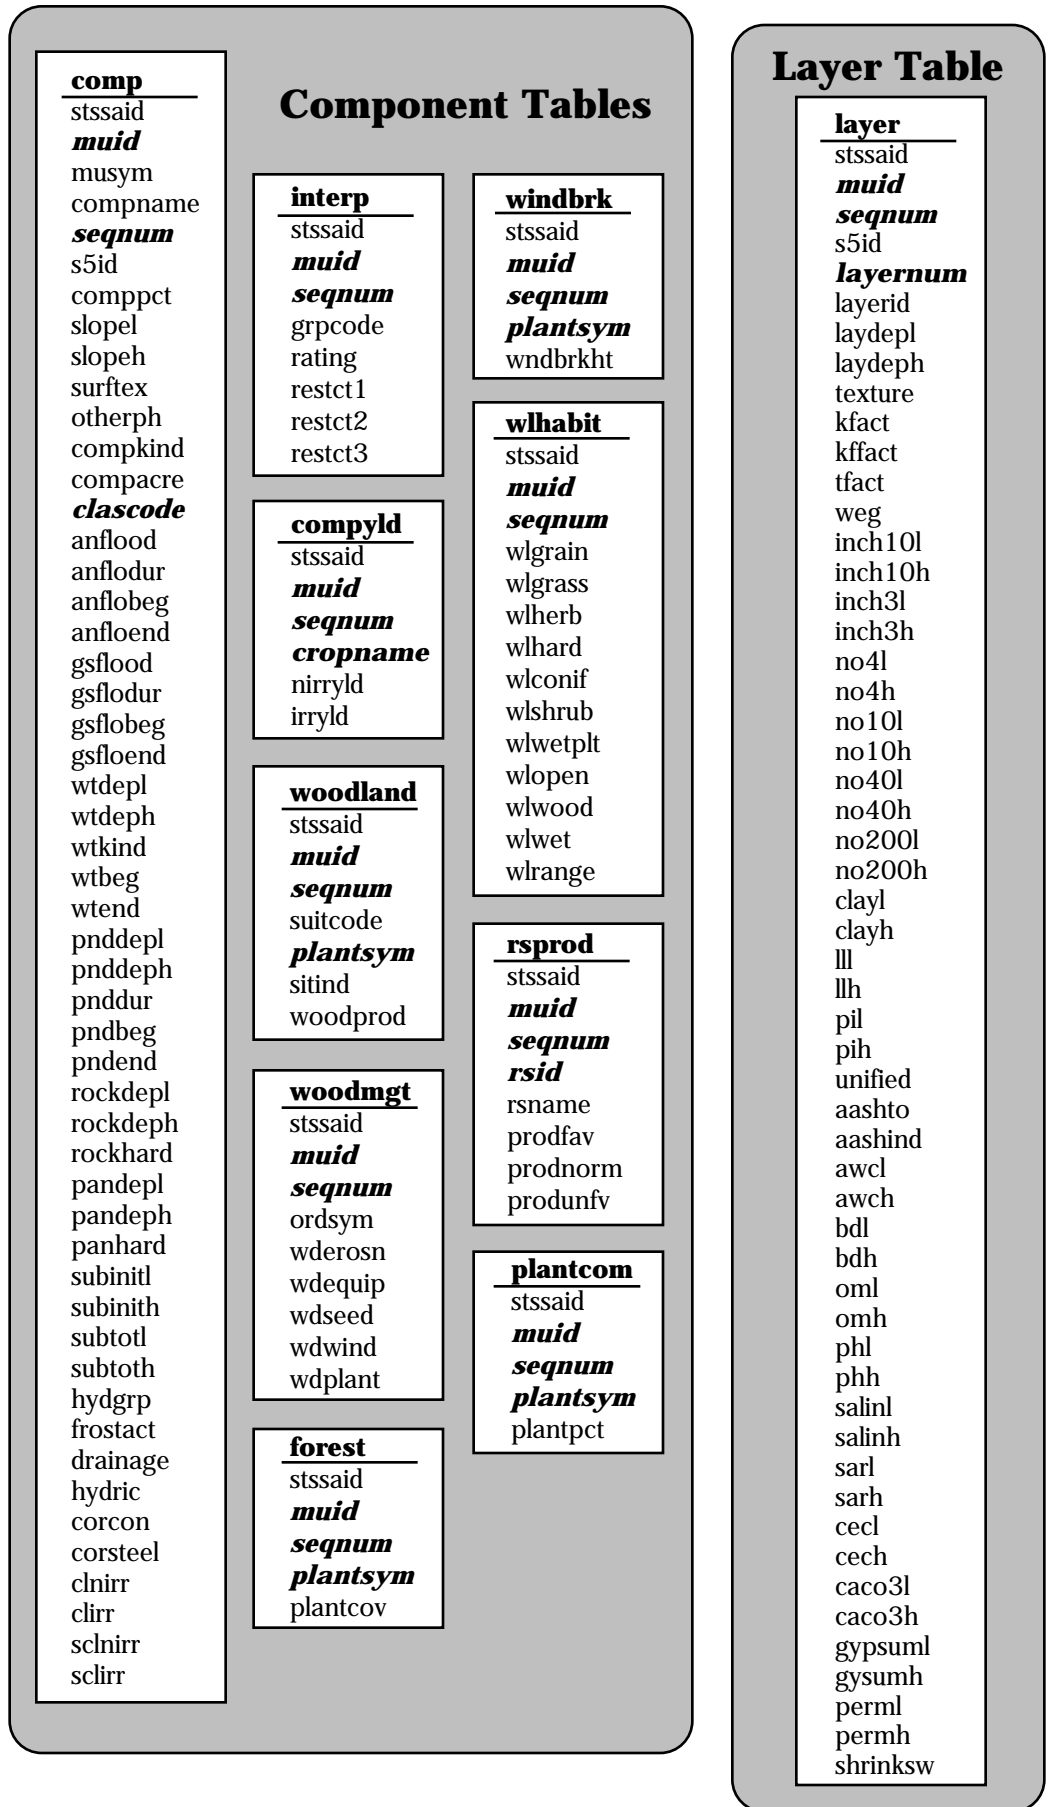 Component Tables
comp
stssaid
muid
musym
compname
seqnum
s5id
comppct
slopel
slopeh
surftex
otherph
compkind
compacre
clascode
anflood
anflodur
anflobeg
anfloend
gsflood
gsflodur
gsflobeg
gsfloend
wtdepl
wtdeph
wtkind
wtbeg
wtend
pnddepl
pnddeph
pnddur
pndbeg
pndend
rockdepl
rockdeph
rockhard
pandepl
pandeph
panhard
subinitl
subinith
subtotl
subtoth
hydgrp
frostact
drainage
hydric
corcon
corsteel
clnirr
clirr
sclnirr
sclirr
interp
stssaid
muid
seqnum
grpcode
rating
restct1
restct2
restct3
compyld
stssaid
muid
seqnum
cropname
nirryld
irryld
woodland
stssaid
muid
seqnum
suitcode
plantsym
sitind
woodprod
woodmgt
stssaid
muid
seqnum
ordsym
wderosn
wdequip
wdseed
wdwind
wdplant
forest
stssaid
muid
seqnum
plantsym
plantcov
windbrk
stssaid
muid
seqnum
plantsym
wndbrkht
wlhabit
stssaid
muid
seqnum
wlgrain
wlgrass
wlherb
wlhard
wlconif
wlshrub
wlwetplt
wlopen
wlwood
wlwet
wlrange
rsprod
stssaid
muid
seqnum
rsid
rsname
prodfav
prodnorm
produnfv
plantcom
stssaid
muid
seqnum
plantsym
plantpct
Layer Table
layer
stssaid
muid
seqnum
s5id
layernum
layerid
laydepl
laydeph
texture
kfact
kffact
tfact
weg
inch10l
inch10h
inch3l
inch3h
no4l
no4h
no10l
no10h
no40l
no40h
no200l
no200h
clayl
clayh
lll
llh
pil
pih
unified
aashto
aashind
awcl
awch
bdl
bdh
oml
omh
phl
phh
salinl
salinh
sarl
sarh
cecl
cech
caco3l
caco3h
gypsuml
gysumh
perml
permh
shrinksw